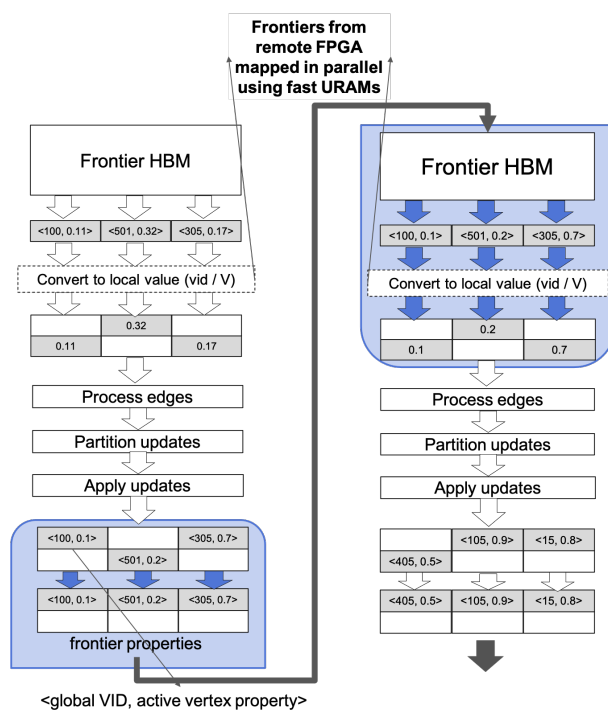 Frontiers from
remote FPGA
mapped in parallel
using fast URAMs
Frontier HBM
<100, 0.11> <501, 0.32> <305, 0.17>
Convert to local value (vid / V)
0.32
0.11 0.17
Process edges
Partition updates
Apply updates
<100, 0.1> <305, 0.7>
<501, 0.2>
<100, 0.1> <501, 0.2> <305, 0.7>
frontier properties
<global VID, active vertex property>
Frontier HBM
<100, 0.1> <501, 0.2> <305, 0.7>
Convert to local value (vid / V)
0.2
0.1 0.7
Process edges
Partition updates
Apply updates
<105, 0.9> <15, 0.8>
<405, 0.5>
<405, 0.5> <105, 0.9> <15, 0.8>